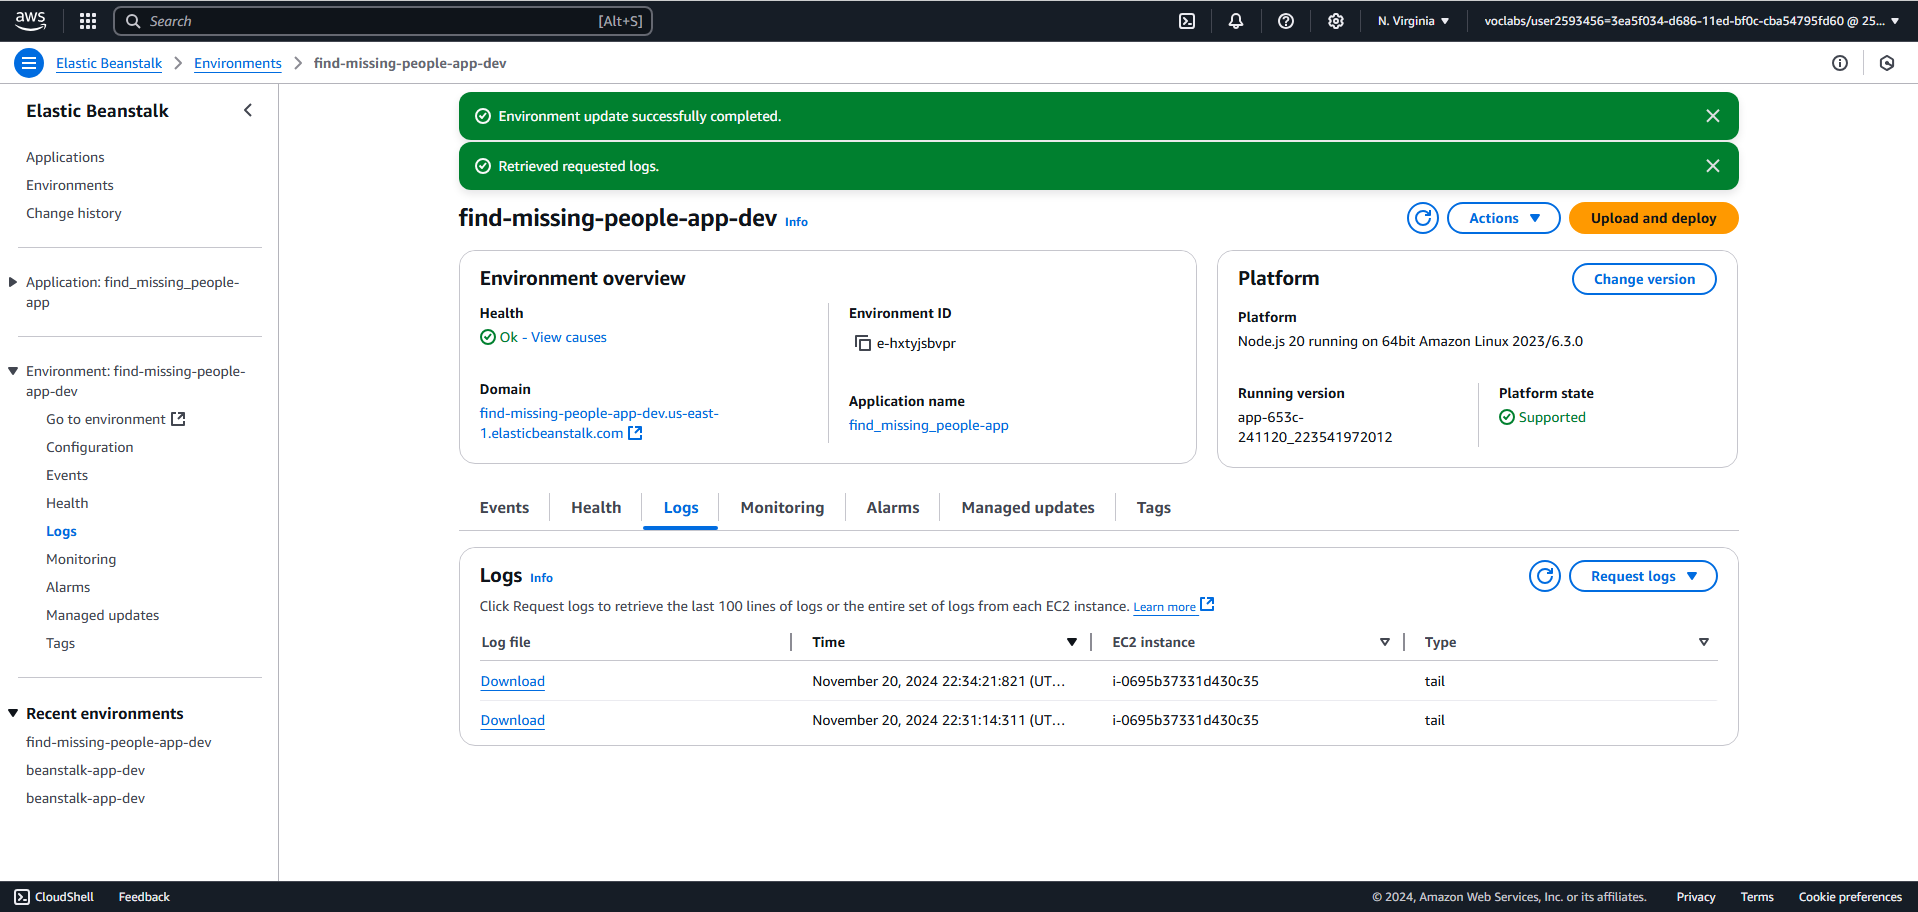 aws
Search
[Alt+S]
N. Virginia
voclabs/user2593456=3ea5f034-d686-11ed-bf0c-cba54795fd60 @ 25...
Elastic Beanstalk
Environments
find-missing-people-app-dev
Elastic Beanstalk
Applications
Environments
Change history
Application: find_missing_people-
app
Environment: find-missing-people-
app-dev
Go to environment
Configuration
Events
Health
Logs
Monitoring
Alarms
Managed updates
Tags
Recent environments
find-missing-people-app-dev
beanstalk-app-dev
beanstalk-app-dev
Environment update successfully completed.
Retrieved requested logs.
find-missing-people-app-dev Info
Actions
Upload and deploy
Environment overview
Health
Ok - View causes
Domain
find-missing-people-app-dev.us-east-
1.elasticbeanstalk.com
Environment ID
e-hxtyjsbvpr
Application name
find_missing_people-app
Platform
Change version
Platform
Node.js 20 running on 64bit Amazon Linux 2023/6.3.0
Running version
app-653c-
241120_223541972012
Platform state
Supported
Events
Health
Logs
Monitoring
Alarms
Managed updates
Tags
Logs Info
Request logs
Click Request logs to retrieve the last 100 lines of logs or the entire set of logs from each EC2 instance. Learn more
Log file
Time
EC2 instance
Type
Download
November 20, 2024 22:34:21:821 (UT...
i-0695b37331d430c35
tail
Download
November 20, 2024 22:31:14:311 (UT...
i-0695b37331d430c35
tail
CloudShell
Feedback
© 2024, Amazon Web Services, Inc. or its affiliates.
Privacy
Terms
Cookie preferences